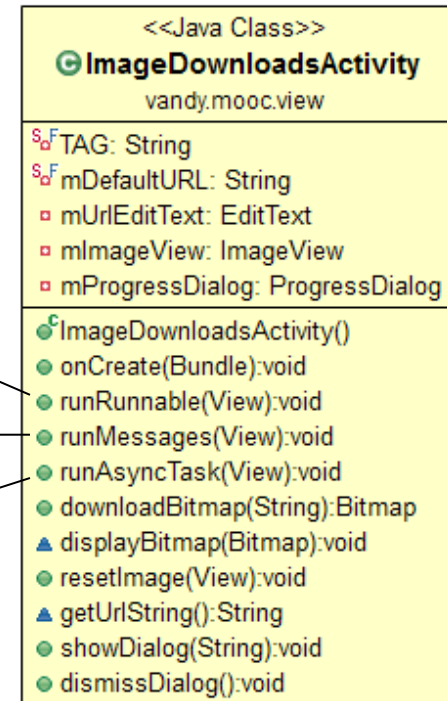 <<Java Class>>
G ImageDownloadsActivity
vandy.mooc.view
S F TAG: String
S F mDefaultURL: String
mUrlEditText: EditText
mImageView: ImageView
mProgressDialog: ProgressDialog
C ImageDownloadsActivity()
onCreate(Bundle):void
runRunnable(View):void
runMessages(View):void
runAsyncTask(View):void
downloadBitmap(String):Bitmap
displayBitmap(Bitmap):void
resetImage(View):void
getUrlString():String
showDialog(String):void
dismissDialog():void